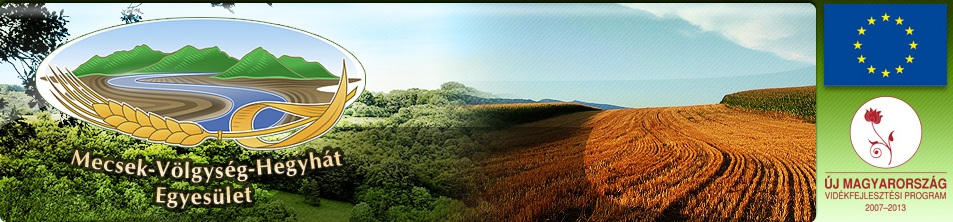 Mecsek-Völgység-Hegyhát
Egyesület
ÚJ MAGYARORSZÁG
VIDÉKFEJLESZTÉSI PROGRAM
2007–2013